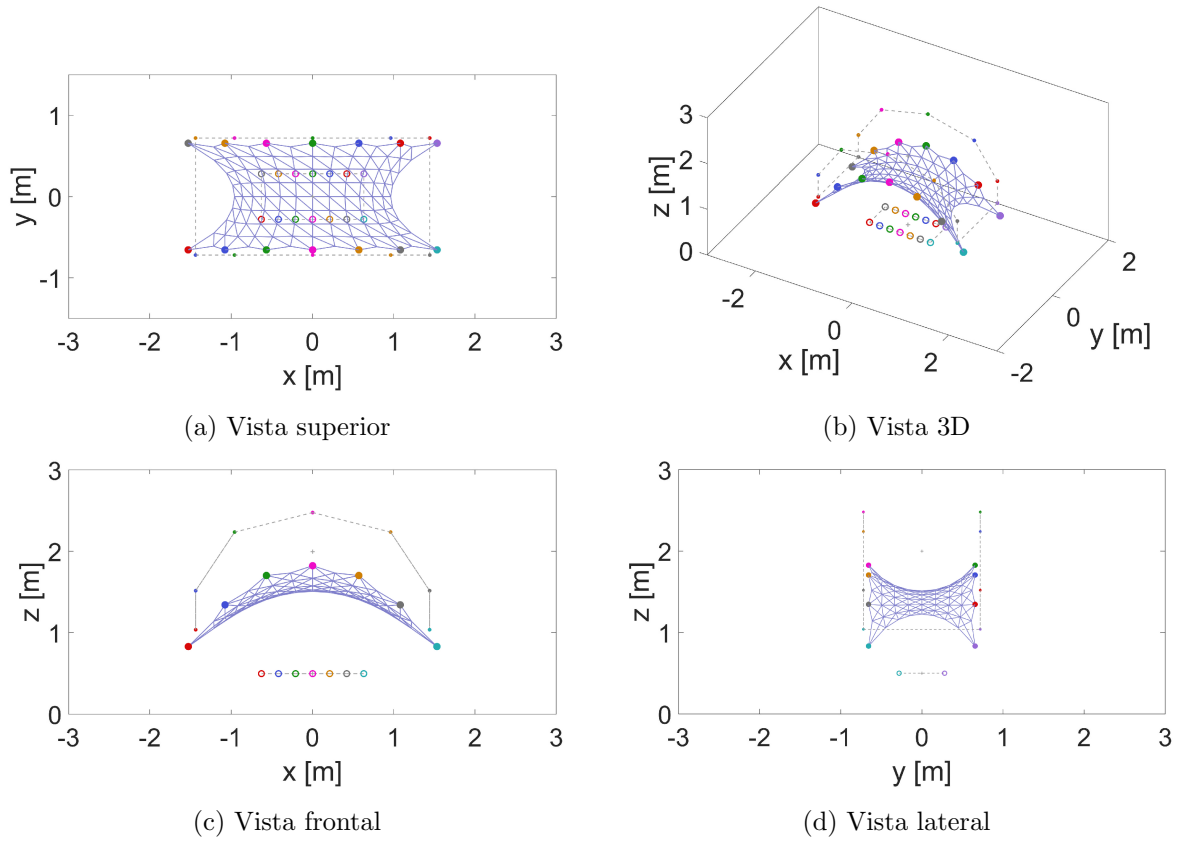 1
0
-1
y [m]
-3 -2 -1 0 1 2 3
x [m]
(a) Vista superior
3
2
1
0
z [m]
-2
0
2
x [m]
2
0
-2
y [m]
(b) Vista 3D
3
2
1
0
z [m]
-3 -2 -1 0 1 2 3
x [m]
(c) Vista frontal
3
2
1
0
z [m]
-3 -2 -1 0 1 2 3
y [m]
(d) Vista lateral